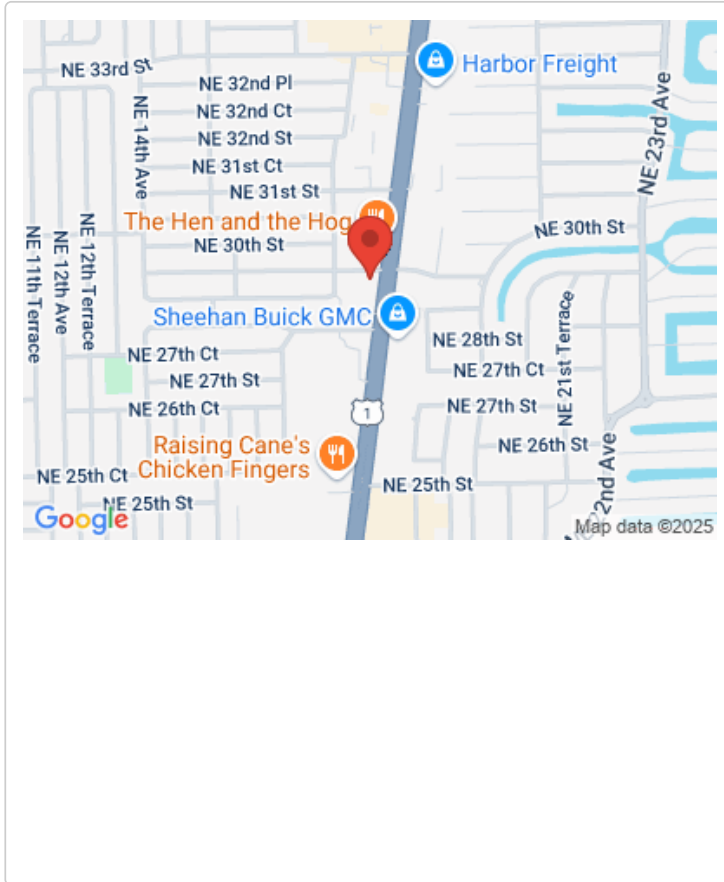 NE 33rd St
Harbor Freight
NE 32nd Pl
NE 32nd Ct
NE 32nd St
NE 31st Ct
NE 31st St
NE 14th Ave
NE 23rd Ave
The Hen and the Hog
NE 30th St
NE 30th St
NE 11th Terrace
NE 12th Ave
NE 12th Terrace
Sheehan Buick GMC
NE 28th St
NE 21st Terrace
NE 27th Ct
NE 27th Ct
NE 27th St
NE 26th Ct
NE 27th St
1
Raising Cane's
Chicken Fingers
NE 26th St
NE 25th Ct
NE 25th St
NE 25th St
Google
Map data ©2025